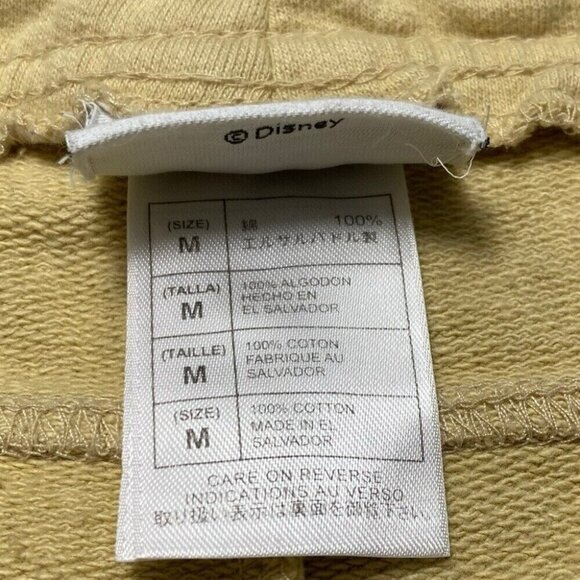 © Disney
(SIZE) 綿 100%
M エルサルバドル製
(TALLA) 100% ALGODON
M HECHO EN
EL SALVADOR
(TAILLE) 100% COTON
M FABRIQUE AU
SALVADOR
(SIZE) 100% COTTON
M MADE IN EL
SALVADOR
CARE ON REVERSE
INDICATIONS AU VERSO
取り扱い表示は裏面を御覧下さい。